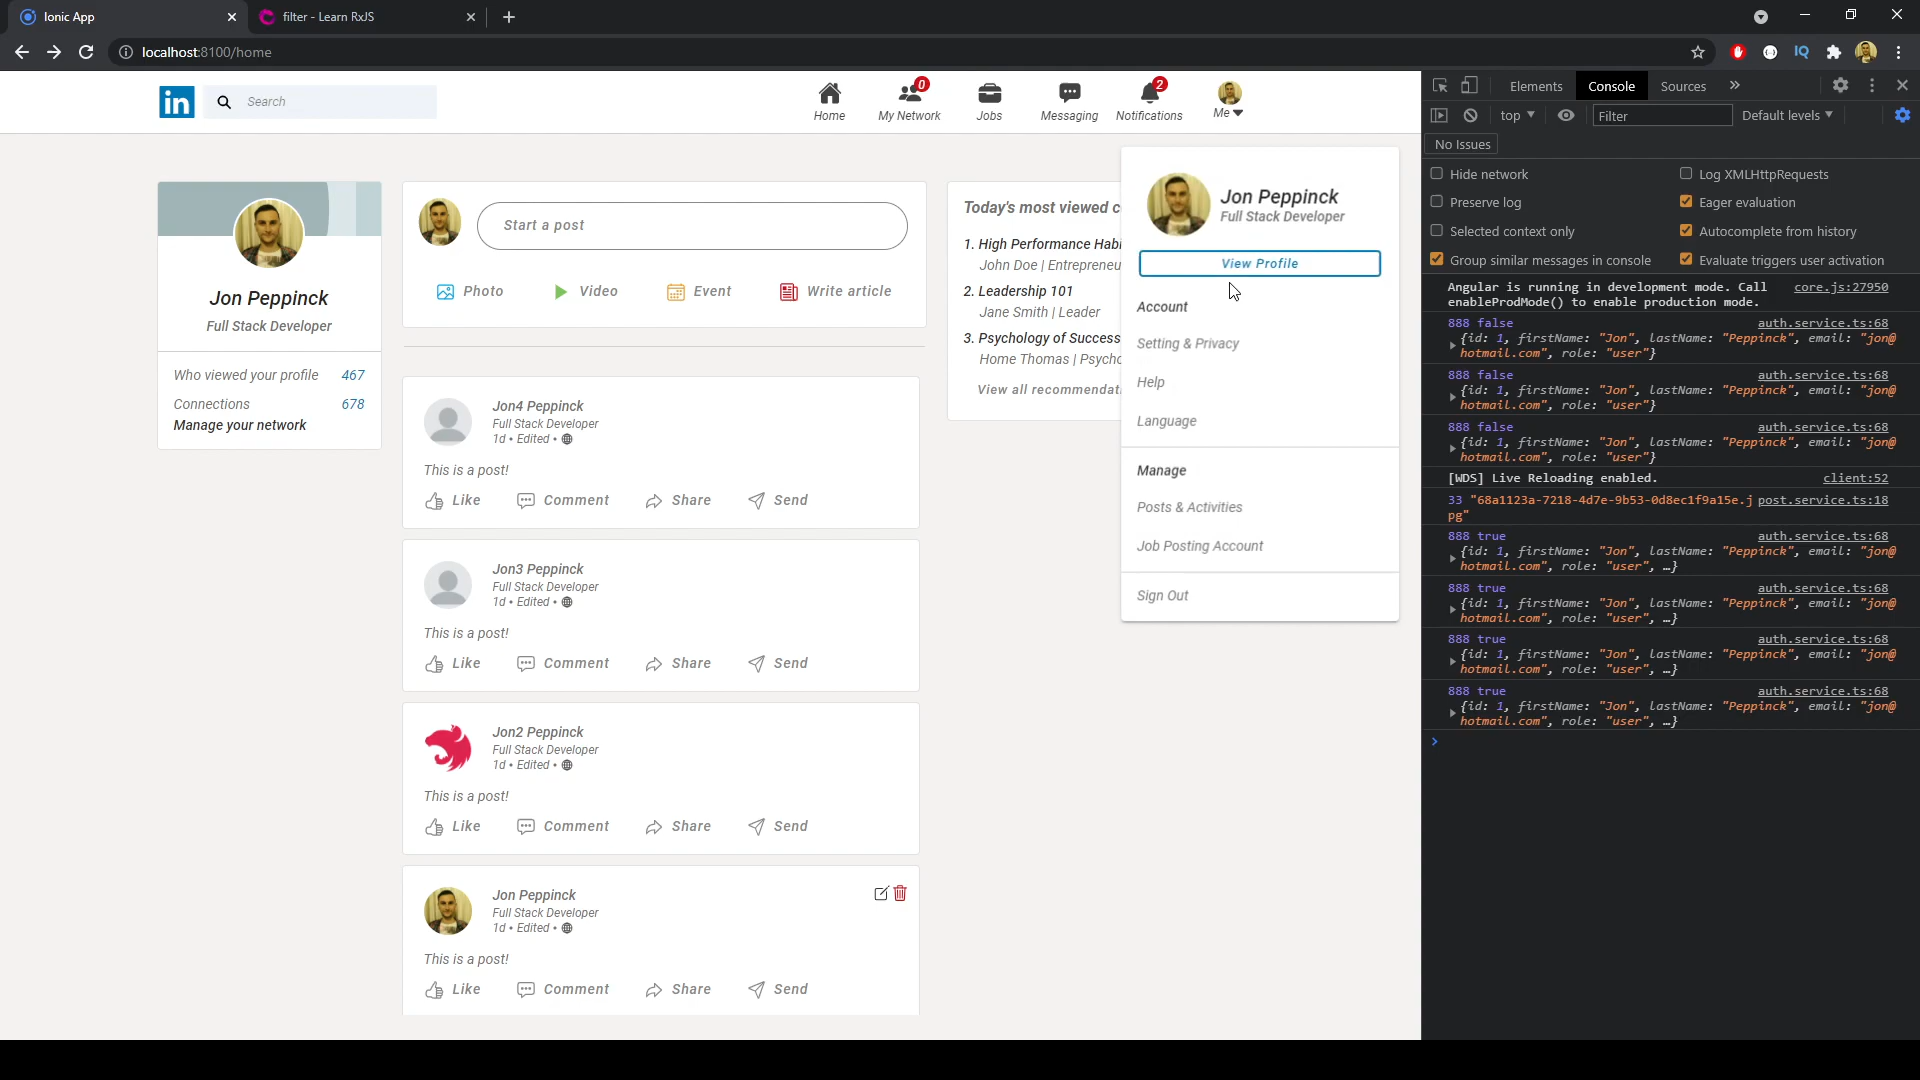 Ionic App
filter - Learn RxJS
localhost:8100/home
in
Search
0
2
Home
My Network
Jobs
Messaging
Notifications
Me
Jon Peppinck
Full Stack Developer
Who viewed your profile 467
Connections 678
Manage your network
Start a post
Photo
Video
Event
Write article
Jon4 Peppinck
Full Stack Developer
1d • Edited •
This is a post!
Like
Comment
Share
Send
Jon3 Peppinck
Full Stack Developer
1d • Edited •
This is a post!
Like
Comment
Share
Send
Jon2 Peppinck
Full Stack Developer
1d • Edited •
This is a post!
Like
Comment
Share
Send
Jon Peppinck
Full Stack Developer
1d • Edited •
This is a post!
Like
Comment
Share
Send
Today's most viewed c
1. High Performance Habi
John Doe | Entrepreneu
2. Leadership 101
Jane Smith | Leader
3. Psychology of Success
Home Thomas | Psycho
View all recommendati
Jon Peppinck
Full Stack Developer
View Profile
Account
Setting & Privacy
Help
Language
Manage
Posts & Activities
Job Posting Account
Sign Out
Elements
Console
Sources
»
top
Filter
Default levels
No Issues
Hide network
Log XMLHttpRequests
Preserve log
Eager evaluation
Selected context only
Autocomplete from history
Group similar messages in console
Evaluate triggers user activation
Angular is running in development mode. Call core.js:27950
enableProdMode() to enable production mode.
888 false auth.service.ts:68
{id: 1, firstName: "Jon", lastName: "Peppinck", email: "jon@
hotmail.com", role: "user"}
888 false auth.service.ts:68
{id: 1, firstName: "Jon", lastName: "Peppinck", email: "jon@
hotmail.com", role: "user"}
888 false auth.service.ts:68
{id: 1, firstName: "Jon", lastName: "Peppinck", email: "jon@
hotmail.com", role: "user"}
[WDS] Live Reloading enabled. client:52
33 "68a1123a-7218-4d7e-9b53-0d8ec1f9a15e.j post.service.ts:18
pg"
888 true auth.service.ts:68
{id: 1, firstName: "Jon", lastName: "Peppinck", email: "jon@
hotmail.com", role: "user", …}
888 true auth.service.ts:68
{id: 1, firstName: "Jon", lastName: "Peppinck", email: "jon@
hotmail.com", role: "user", …}
888 true auth.service.ts:68
{id: 1, firstName: "Jon", lastName: "Peppinck", email: "jon@
hotmail.com", role: "user", …}
888 true auth.service.ts:68
{id: 1, firstName: "Jon", lastName: "Peppinck", email: "jon@
hotmail.com", role: "user", …}